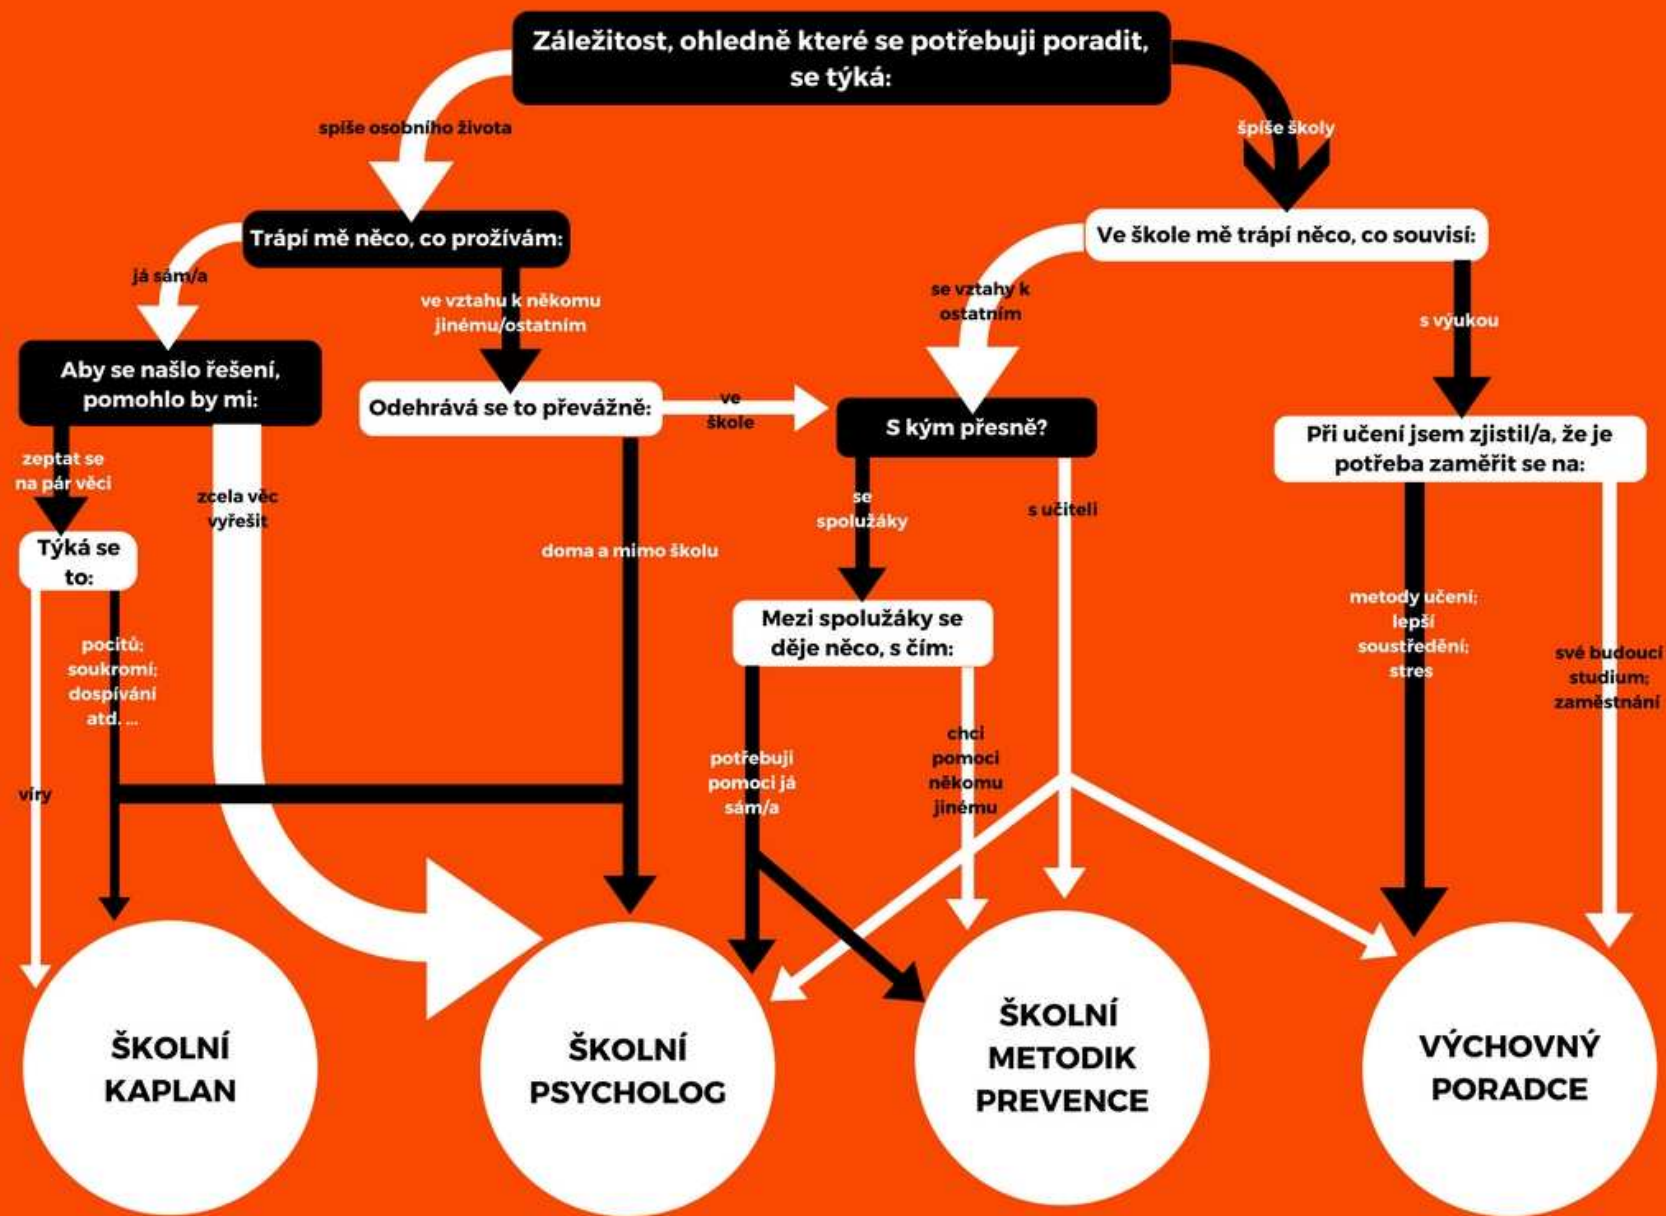 Záležitost, ohledně které se potřebuji poradit,
se týká:
spíše osobního života
špíše školy
Trápí mě něco, co prožívám:
Ve škole mě trápí něco, co souvisí:
já sám/a
ve vztahu k někomu
jinému/ostatním
se vztahy k
ostatním
s výukou
Aby se našlo řešení,
pomohlo by mi:
Odehrává se to převážně:
ve
škole
S kým přesně?
Při učení jsem zjistil/a, že je
potřeba zaměřit se na:
zeptat se
na pár věcí
zcela věc
vyřešit
se
spolužáky
s učiteli
Týká se
to:
doma a mimo školu
Mezi spolužáky se
děje něco, s čím:
metody učení;
lepší
soustředění;
stres
své budoucí
studium;
zaměstnání
pocitů;
soukromí;
dospívání
atd. ...
víry
potřebuji
pomoci já
sám/a
chci
pomoci
někomu
jinému
ŠKOLNÍ
KAPLAN
ŠKOLNÍ
PSYCHOLOG
ŠKOLNÍ
METODIK
PREVENCE
VÝCHOVNÝ
PORADCE